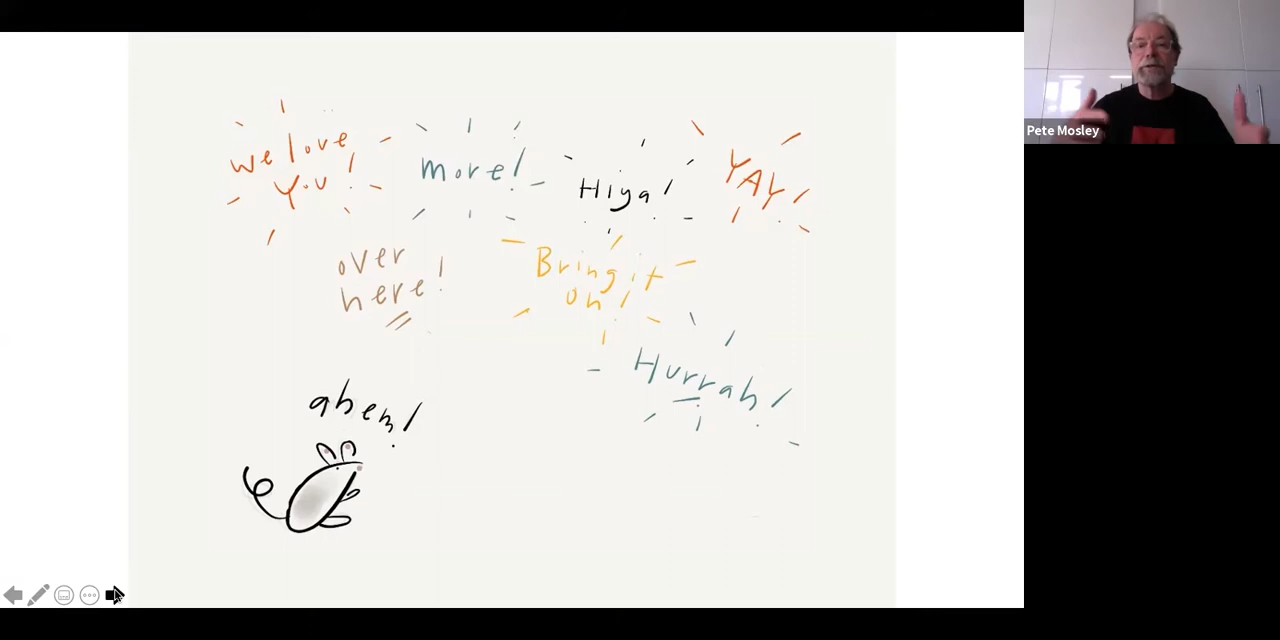 we love
you!
more!
Hiya!
YAY!
over
here!
Bring it
on!
Hurrah!
ahem!
Pete Mosley